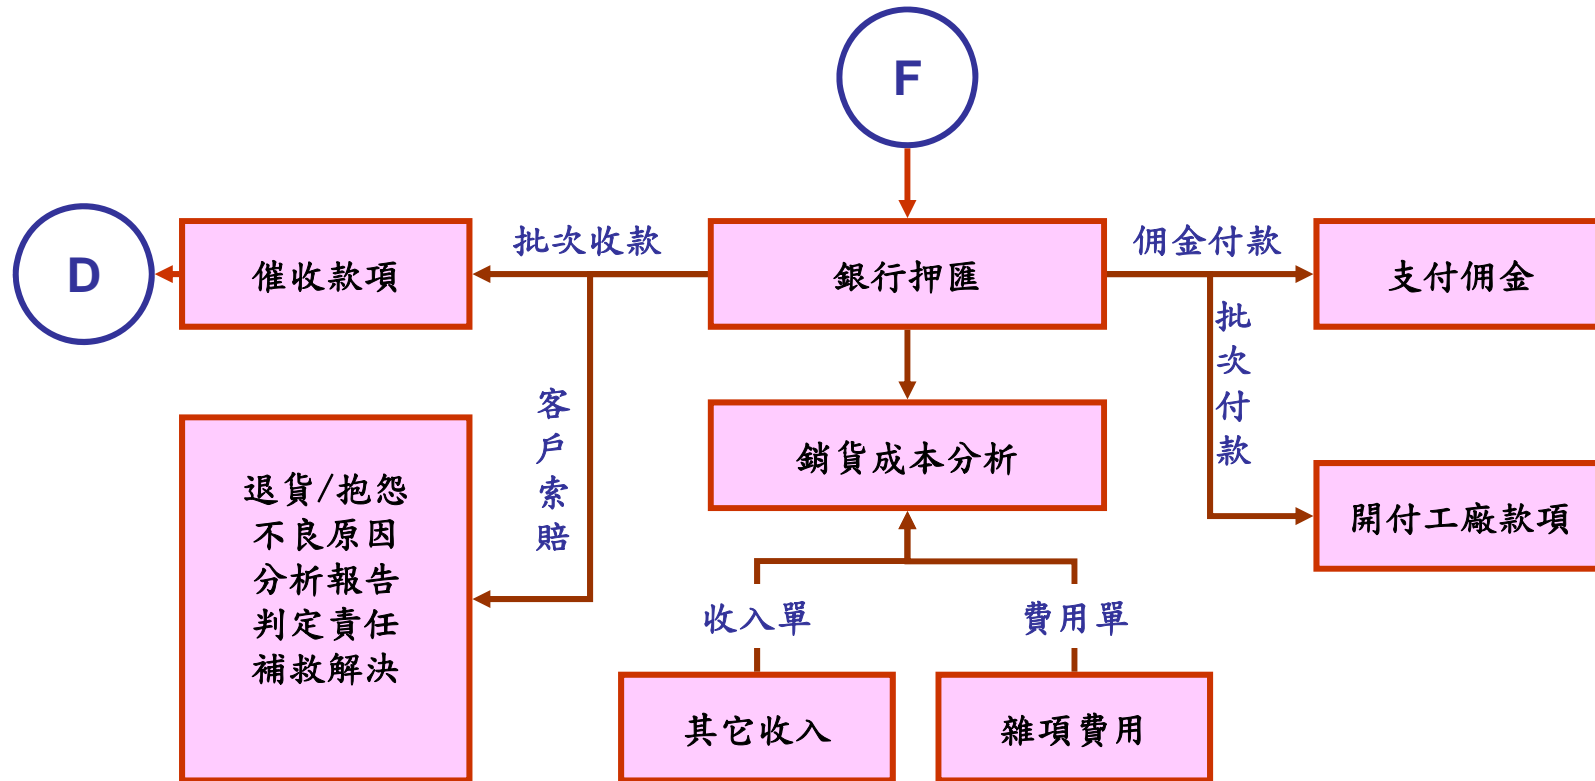 F
D
催收款項
批次收款
銀行押匯
佣金付款
支付佣金
批次付款
客戶索賠
銷貨成本分析
開付工廠款項
退貨/抱怨
不良原因
分析報告
判定責任
補救解決
收入單
費用單
其它收入
雜項費用